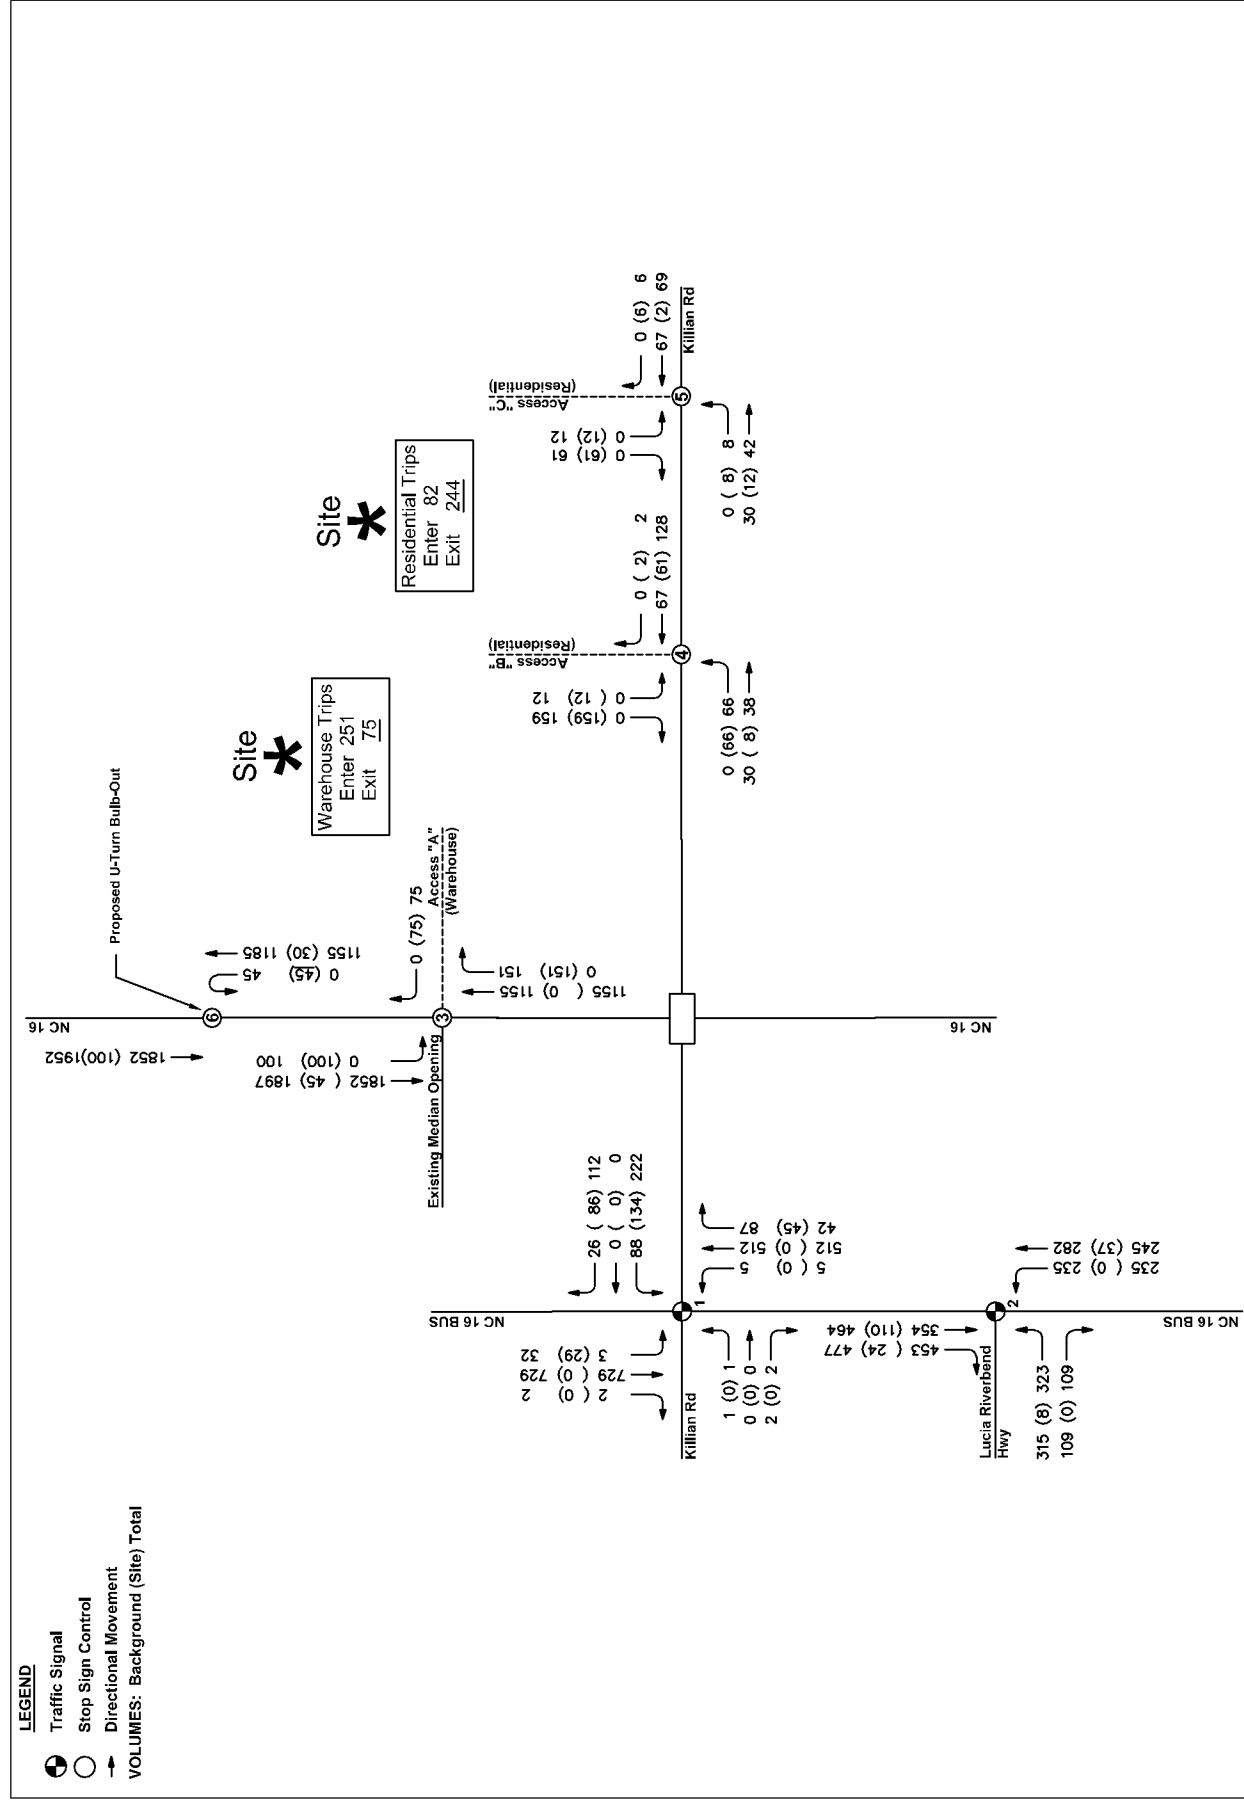 LEGEND
Traffic Signal
Stop Sign Control
Directional Movement
VOLUMES: Background (Site) Total
Proposed U-Turn Bulb-Out
Site
Warehouse Trips
Enter 251
Exit 75
Site
Residential Trips
Enter 82
Exit 244
NC 16
6
1155 (30) 1185
0 (45) 45
1852 (100)1952
0 (75) 75
Access "A"
(Warehouse)
3
Existing Median Opening
0 (100) 100
1852 ( 45) 1897
0 (151) 151
1155 ( 0) 1155
NC 16
NC 16 BUS
26 ( 86) 112
0 ( 0) 0
88 (134) 222
3 (29) 32
729 ( 0) 729
2 ( 0) 2
1
42 (45) 87
512 ( 0) 512
5 ( 0) 5
Killian Rd
1 (0) 1
0 (0) 0
2 (0) 2
354 (110) 464
453 ( 24) 477
2
245 (37) 282
235 ( 0) 235
Lucia Riverbend
Hwy
315 (8) 323
109 (0) 109
NC 16 BUS
Access "B"
(Residential)
0 ( 12) 12
0 (159) 159
0 ( 2) 2
67 (61) 128
4
0 (66) 66
30 ( 8) 38
Access "C"
(Residential)
0 (12) 12
0 (61) 61
0 (6) 6
67 (2) 69
5
Killian Rd
0 ( 8) 8
30 (12) 42